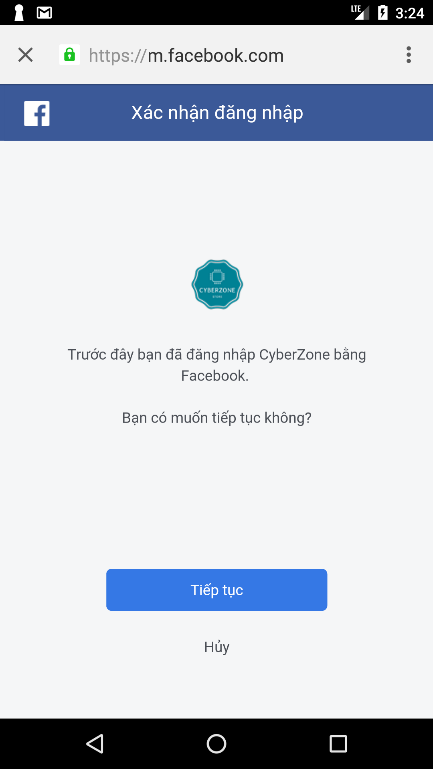 LTE
3:24
https://m.facebook.com
Xác nhận đăng nhập
CYBERZONE
Trước đây bạn đã đăng nhập CyberZone bằng
Facebook.
Bạn có muốn tiếp tục không?
Tiếp tục
Hủy